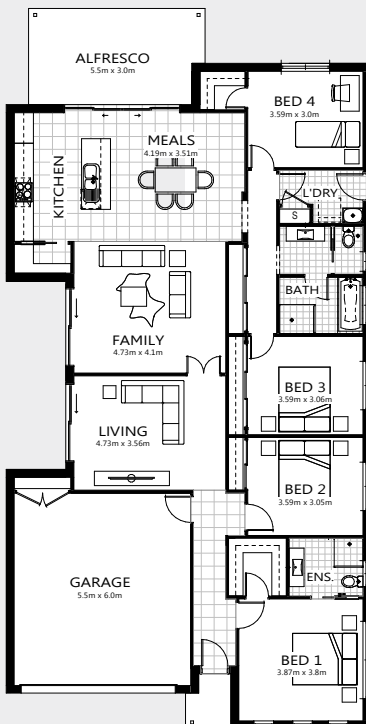 ALFRESCO
5.5m x 3.0m
BED 4
3.59m x 3.0m
MEALS
4.19m x 3.51m
KITCHEN
L'DRY
S
BATH
FAMILY
4.73m x 4.1m
BED 3
3.59m x 3.06m
LIVING
4.73m x 3.56m
BED 2
3.59m x 3.05m
GARAGE
5.5m x 6.0m
ENS.
BED 1
3.87m x 3.8m